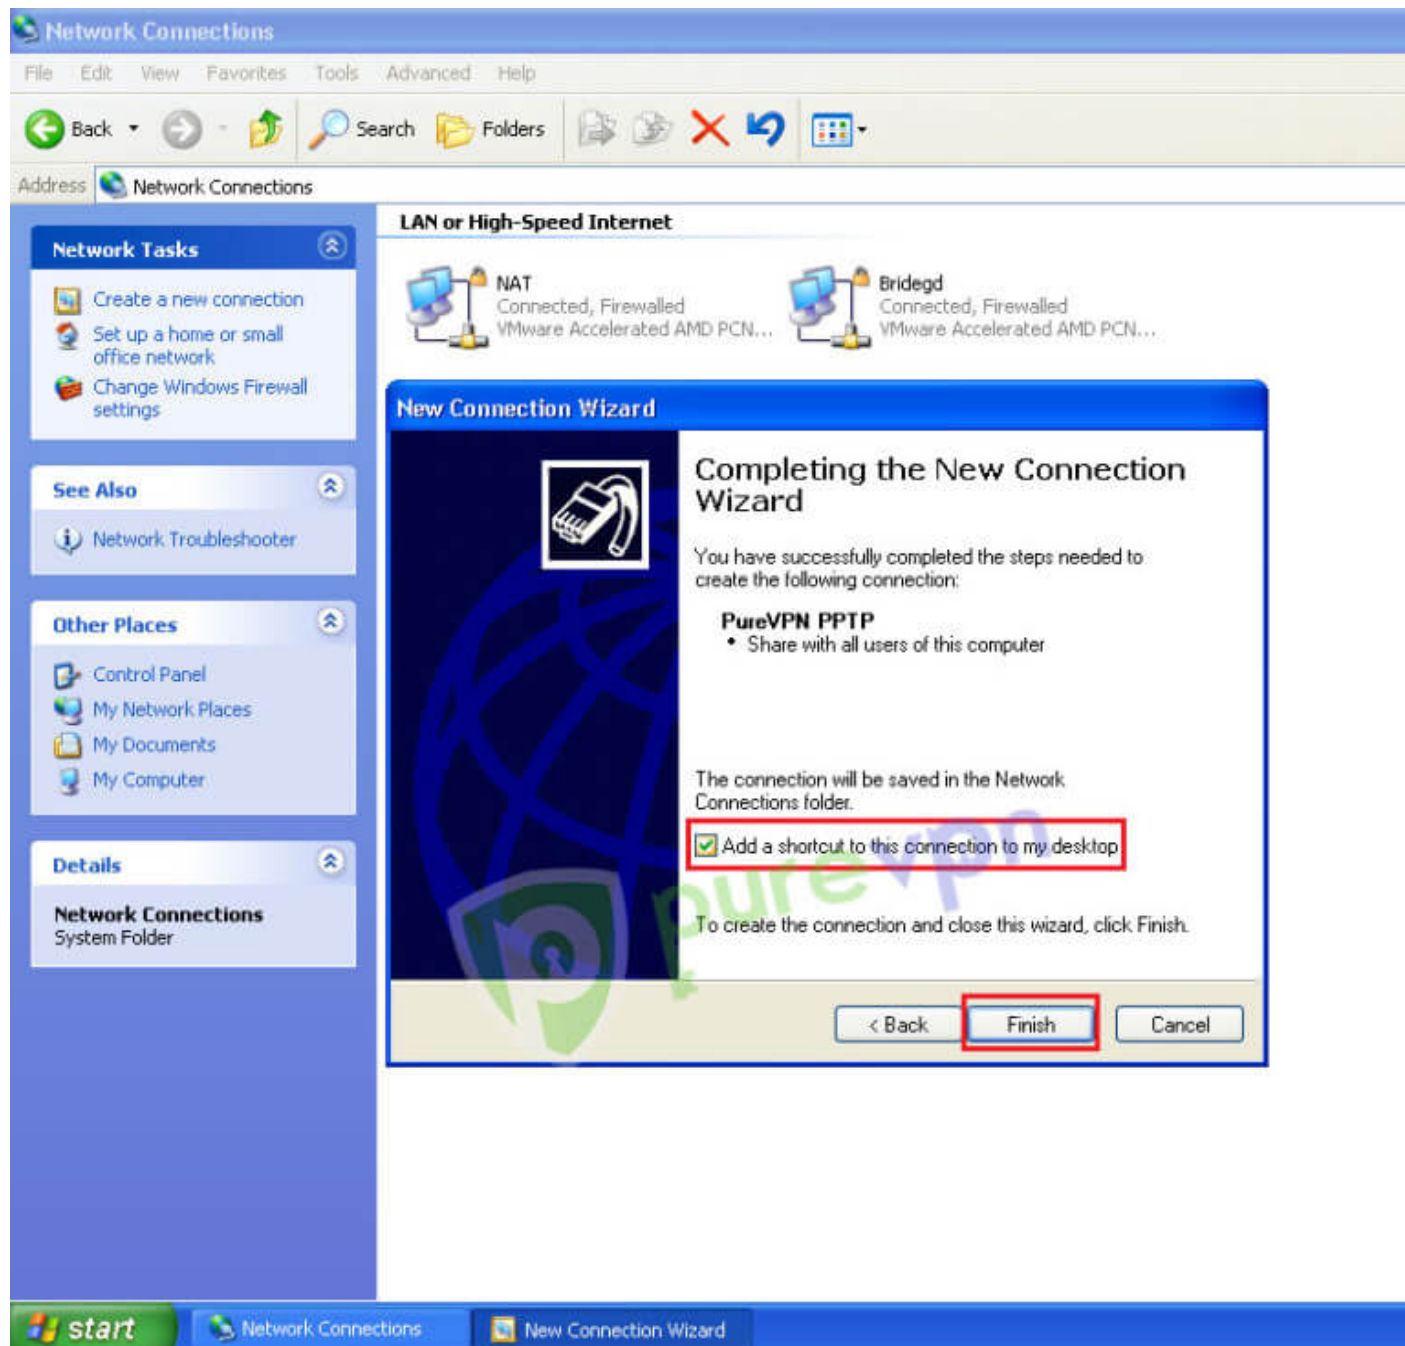 Network Connections
File Edit View Favorites Tools Advanced Help
Back Search Folders
Address Network Connections
Network Tasks
Create a new connection
Set up a home or small
office network
Change Windows Firewall
settings
See Also
Network Troubleshooter
Other Places
Control Panel
My Network Places
My Documents
My Computer
Details
Network Connections
System Folder
LAN or High-Speed Internet
NAT
Connected, Firewalled
VMware Accelerated AMD PCN...
Bridegd
Connected, Firewalled
VMware Accelerated AMD PCN...
New Connection Wizard
Completing the New Connection
Wizard
You have successfully completed the steps needed to
create the following connection:
PureVPN PPTP
• Share with all users of this computer
The connection will be saved in the Network
Connections folder.
Add a shortcut to this connection to my desktop
purevpn
To create the connection and close this wizard, click Finish.
< Back Finish Cancel
start Network Connections New Connection Wizard